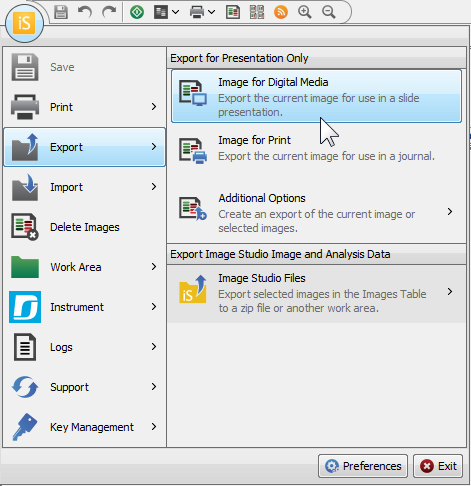 iS
Save
Print
Export
Import
Delete Images
Work Area
Instrument
Logs
Support
Key Management
Export for Presentation Only
Image for Digital Media
Export the current image for use in a slide
presentation.
Image for Print
Export the current image for use in a journal.
Additional Options
Create an export of the current image or
selected images.
Export Image Studio Image and Analysis Data
iS
Image Studio Files
Export selected images in the Images Table
to a zip file or another work area.
Preferences
Exit